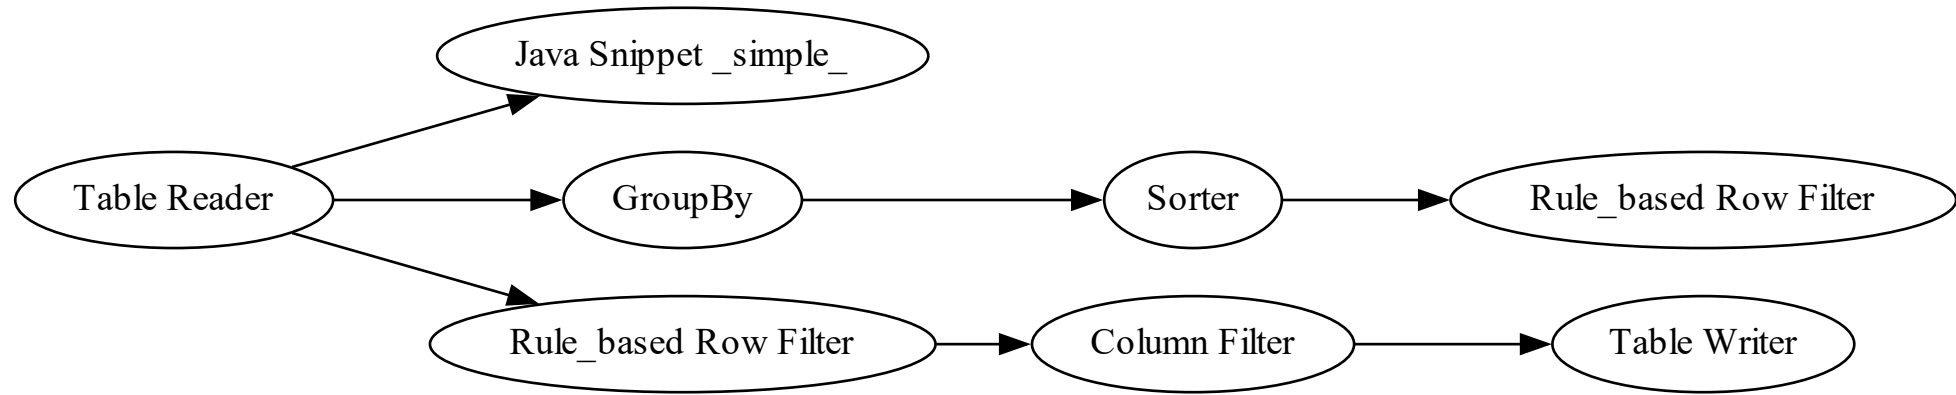 Java Snippet _simple_
Table Reader
GroupBy
Sorter
Rule_based Row Filter
Rule_based Row Filter
Column Filter
Table Writer